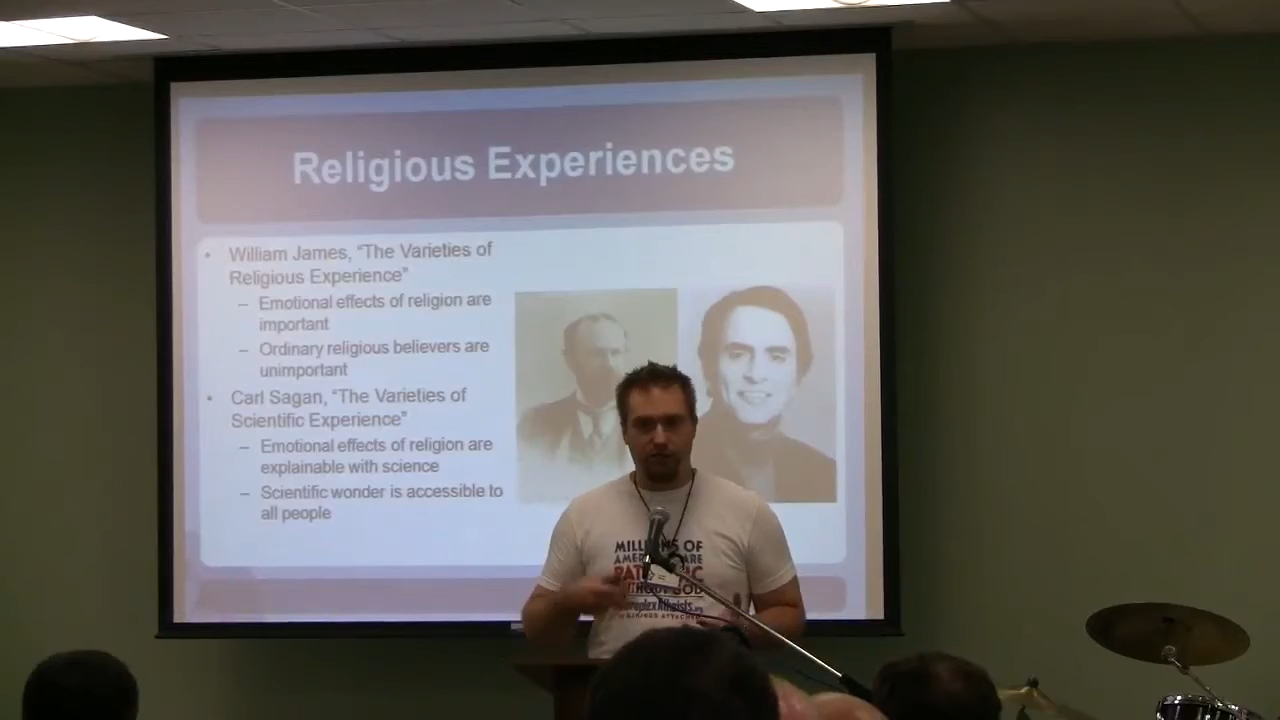 Religious Experiences
• William James, “The Varieties of
Religious Experience”
– Emotional effects of religion are
important
– Ordinary religious believers are
unimportant
• Carl Sagan, “The Varieties of
Scientific Experience”
– Emotional effects of religion are
explainable with science
– Scientific wonder is accessible to
all people
OF
GOD